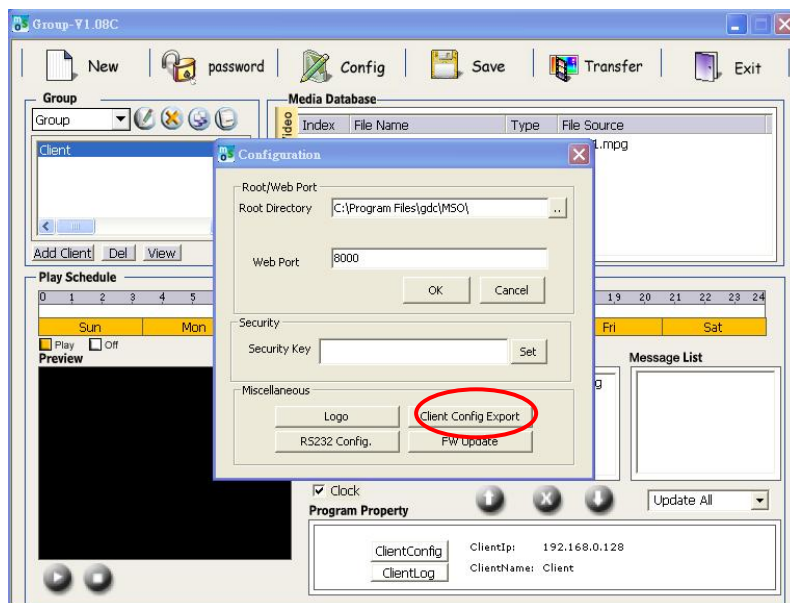 Group-V1.08C
New
password
Config
Save
Transfer
Exit
Group
Group
Client
Add Client
Del
View
Media Database
Index File Name Type File Source
1.mpg
Configuration
Root/Web Port
Root Directory C:\Program Files\gdc\MSO\ ..
Web Port 8000
OK Cancel
Security
Security Key Set
Miscellaneous
Logo Client Config Export
RS232 Config. FW Update
Play Schedule
0 1 2 3 4 5 19 20 21 22 23 24
Sun Mon Fri Sat
Play Off
Preview
Message List
Clock
Update All
Program Property
ClientConfig ClientIp: 192.168.0.128
ClientLog ClientName: Client